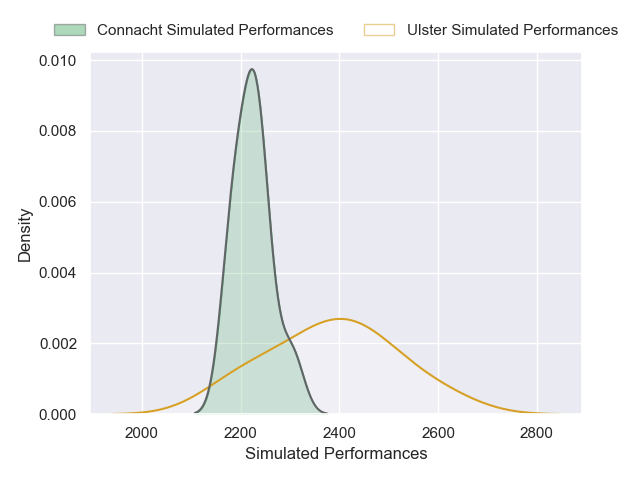 Connacht Simulated Performances
Ulster Simulated Performances
0.010
0.008
0.006
0.004
0.002
0.000
Density
2000
2200
2400
2600
2800
Simulated Performances